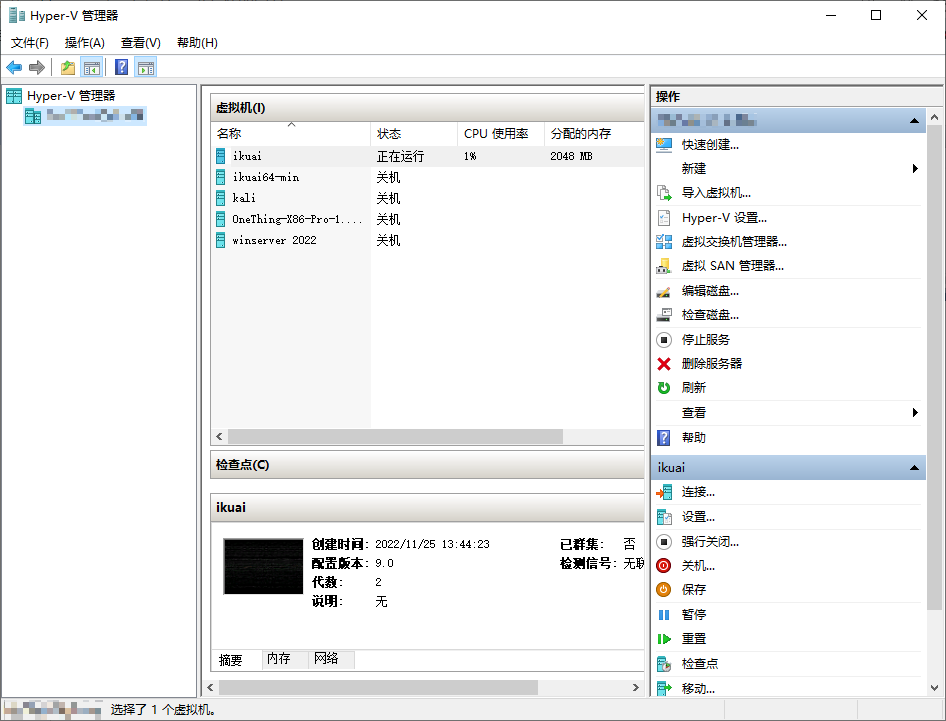 Hyper-V 管理器
文件(F) 操作(A) 查看(V) 帮助(H)
Hyper-V 管理器
虚拟机(I)
名称 状态 CPU 使用率 分配的内存
ikuai 正在运行 1% 2048 MB
ikuai64-min 关机
kali 关机
OneThing-X86-Pro-1.... 关机
winserver 2022 关机
检查点(C)
ikuai
创建时间: 2022/11/25 13:44:23 已群集: 否
配置版本: 9.0 检测信号: 无联
代数: 2
说明: 无
摘要 内存 网络
操作
快速创建...
新建
导入虚拟机...
Hyper-V 设置...
虚拟交换机管理器...
虚拟 SAN 管理器...
编辑磁盘...
检查磁盘...
停止服务
删除服务器
刷新
查看
帮助
ikuai
连接...
设置...
强行关闭...
关机...
保存
暂停
重置
检查点
移动...
选择了 1 个虚拟机。